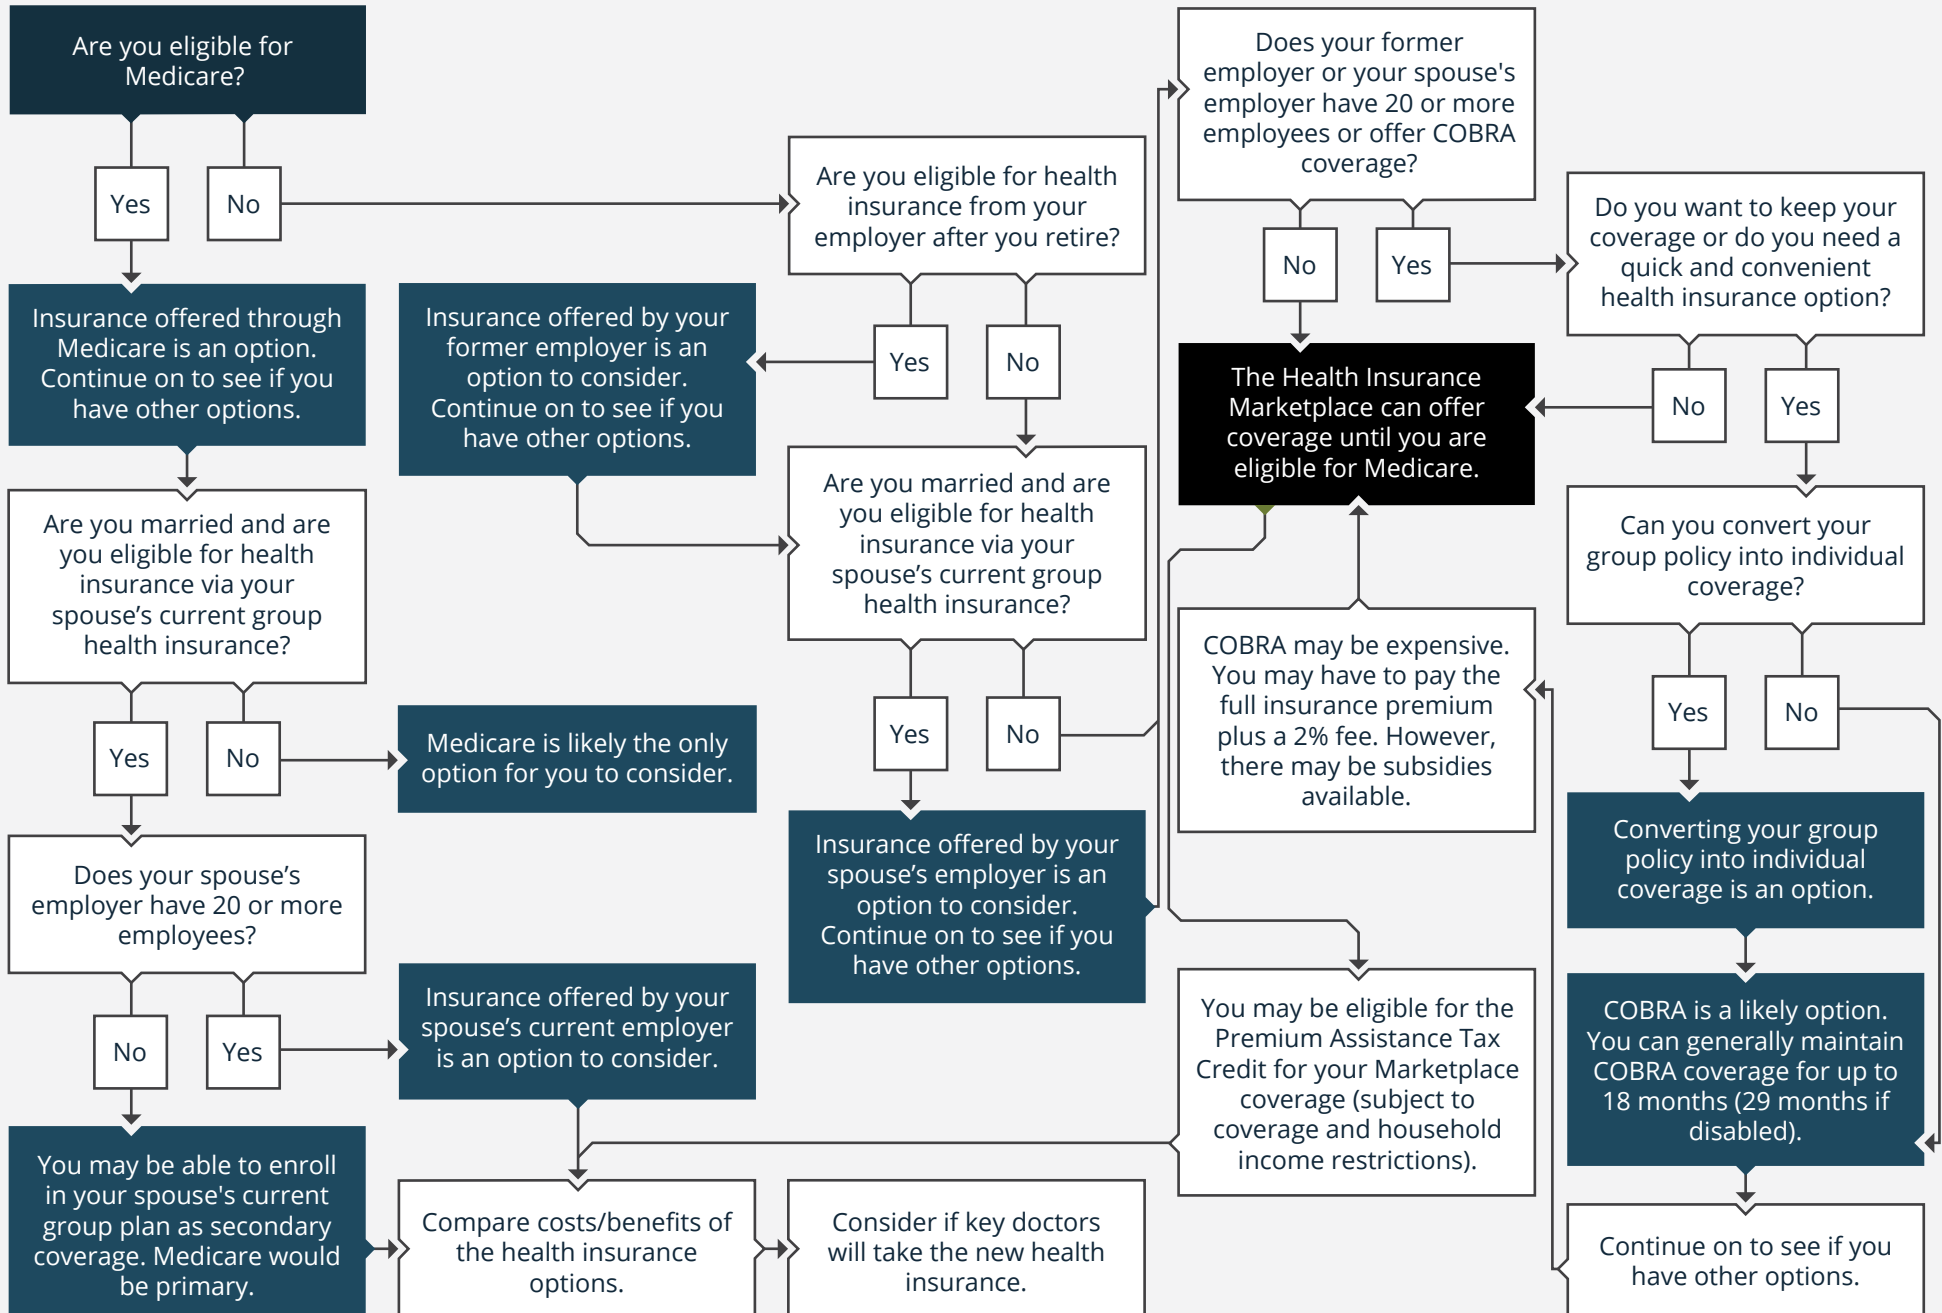 Are you eligible for
Medicare?
Yes
No
Insurance offered through
Medicare is an option.
Continue on to see if you
have other options.
Are you married and are
you eligible for health
insurance via your
spouse’s current group
health insurance?
Yes
No
Medicare is likely the only
option for you to consider.
Does your spouse’s
employer have 20 or more
employees?
No
Yes
Insurance offered by your
spouse’s current employer
is an option to consider.
You may be able to enroll
in your spouse's current
group plan as secondary
coverage. Medicare would
be primary.
Compare costs/benefits of
the health insurance
options.
Consider if key doctors
will take the new health
insurance.
Are you eligible for health
insurance from your
employer after you retire?
Yes
No
Insurance offered by your
former employer is an
option to consider.
Continue on to see if you
have other options.
Are you married and are
you eligible for health
insurance via your
spouse’s current group
health insurance?
Yes
No
Insurance offered by your
spouse’s employer is an
option to consider.
Continue on to see if you
have other options.
Does your former
employer or your spouse's
employer have 20 or more
employees or offer COBRA
coverage?
No
Yes
The Health Insurance
Marketplace can offer
coverage until you are
eligible for Medicare.
COBRA may be expensive.
You may have to pay the
full insurance premium
plus a 2% fee. However,
there may be subsidies
available.
You may be eligible for the
Premium Assistance Tax
Credit for your Marketplace
coverage (subject to
coverage and household
income restrictions).
Do you want to keep your
coverage or do you need a
quick and convenient
health insurance option?
No
Yes
Can you convert your
group policy into individual
coverage?
Yes
No
Converting your group
policy into individual
coverage is an option.
COBRA is a likely option.
You can generally maintain
COBRA coverage for up to
18 months (29 months if
disabled).
Continue on to see if you
have other options.